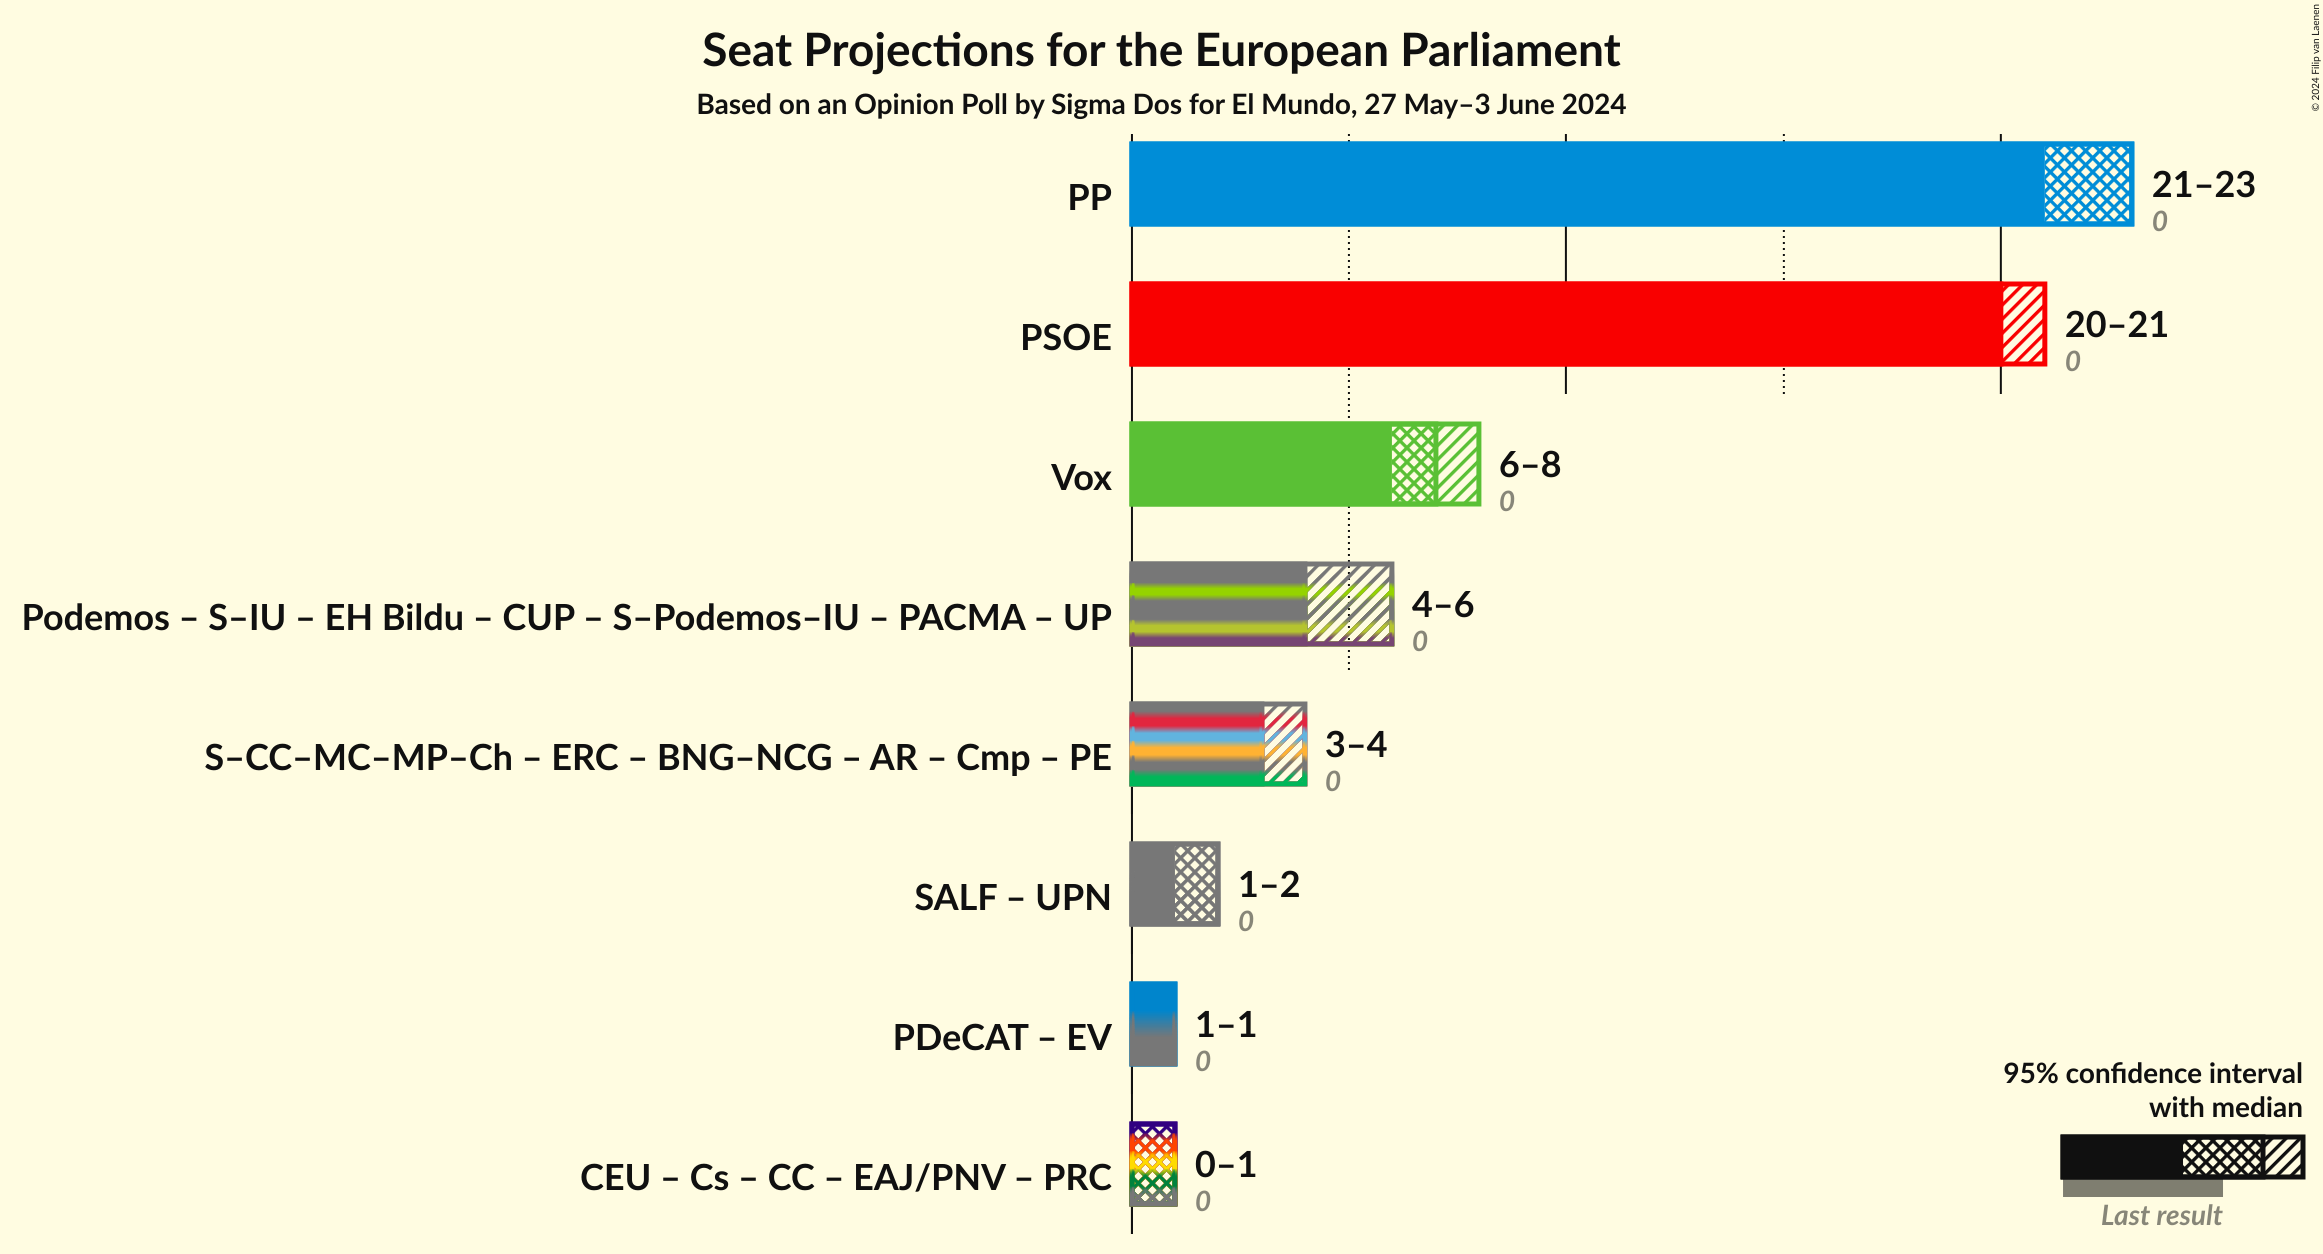 Seat Projections for the European Parliament
Based on an Opinion Poll by Sigma Dos for El Mundo, 27 May–3 June 2024
© 2024 Filip van Laenen
PP
21–23
0
PSOE
20–21
0
Vox
6–8
0
Podemos – S–IU – EH Bildu – CUP – S–Podemos–IU – PACMA – UP
4–6
0
S–CC–MC–MP–Ch – ERC – BNG–NCG – AR – Cmp – PE
3–4
0
SALF – UPN
1–2
0
PDeCAT – EV
1–1
0
CEU – Cs – CC – EAJ/PNV – PRC
0–1
0
95% confidence interval
with median
Last result